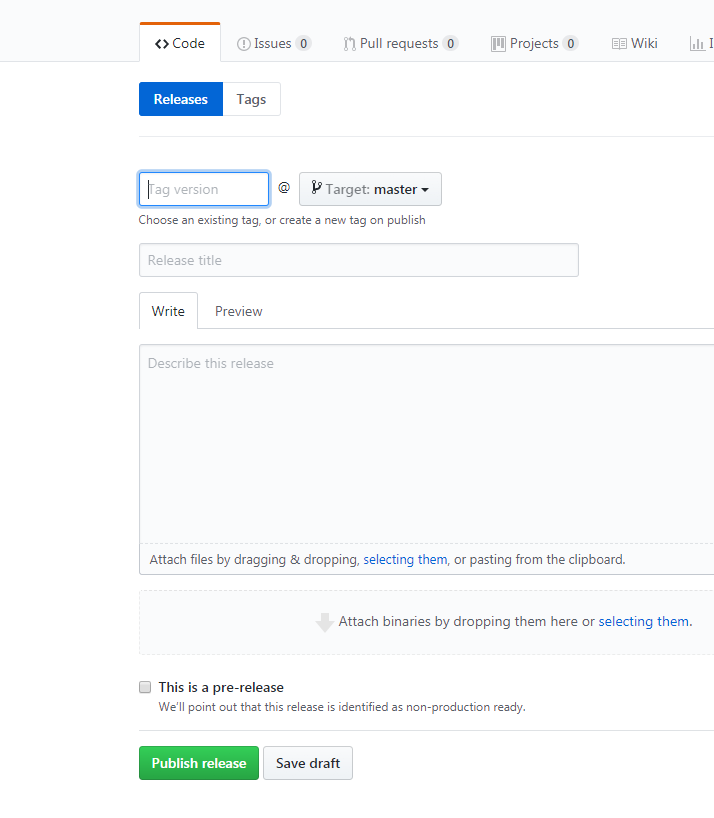 Code Issues 0 Pull requests 0 Projects 0 Wiki
Releases Tags
Tag version @ Target: master
Choose an existing tag, or create a new tag on publish
Release title
Write Preview
Describe this release
Attach files by dragging & dropping, selecting them, or pasting from the clipboard.
Attach binaries by dropping them here or selecting them.
This is a pre-release
We'll point out that this release is identified as non-production ready.
Publish release Save draft